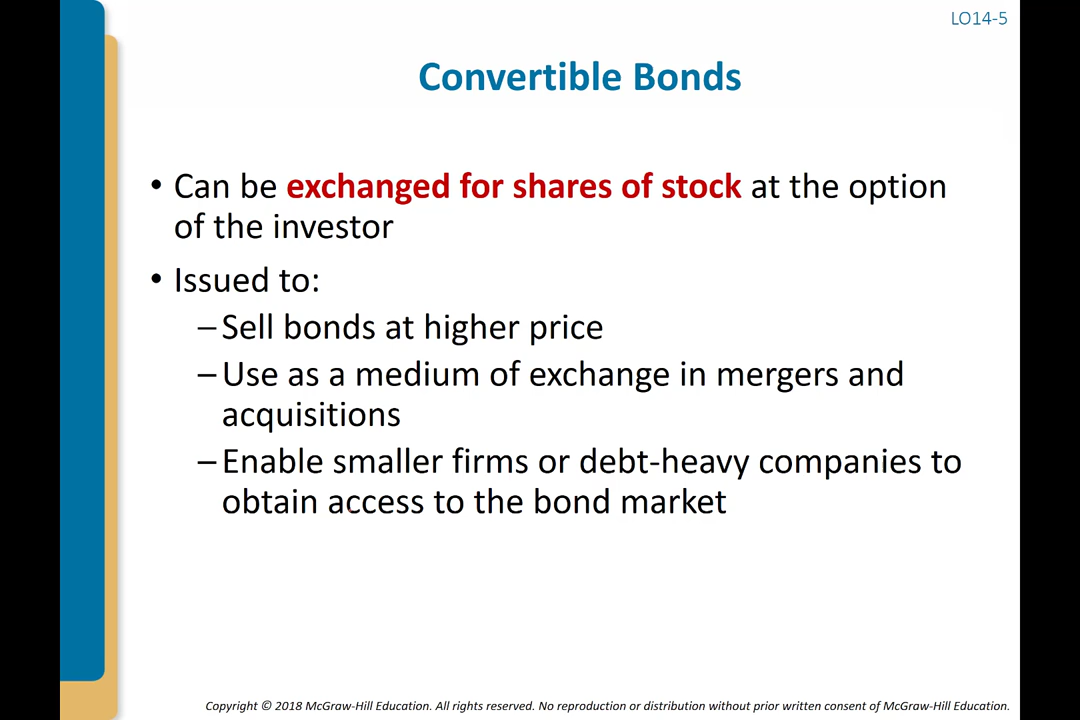 LO14-5
Convertible Bonds
• Can be exchanged for shares of stock at the option
of the investor
• Issued to:
–Sell bonds at higher price
–Use as a medium of exchange in mergers and
acquisitions
–Enable smaller firms or debt-heavy companies to
obtain access to the bond market
Copyright © 2018 McGraw-Hill Education. All rights reserved. No reproduction or distribution without prior written consent of McGraw-Hill Education.